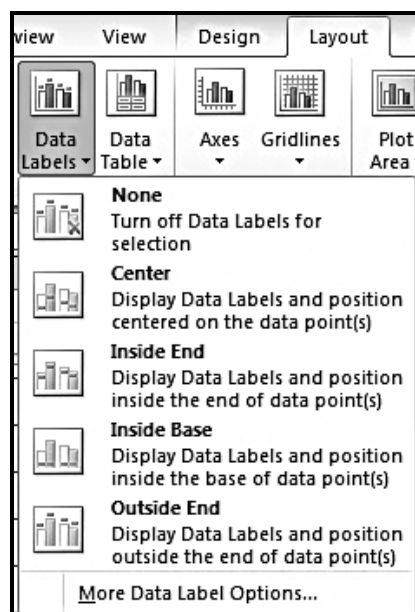 view View Design Layout
Data Labels Data Table Axes Gridlines Plot Area
None
Turn off Data Labels for
selection
Center
Display Data Labels and position
centered on the data point(s)
Inside End
Display Data Labels and position
inside the end of data point(s)
Inside Base
Display Data Labels and position
inside the base of data point(s)
Outside End
Display Data Labels and position
outside the end of data point(s)
More Data Label Options...